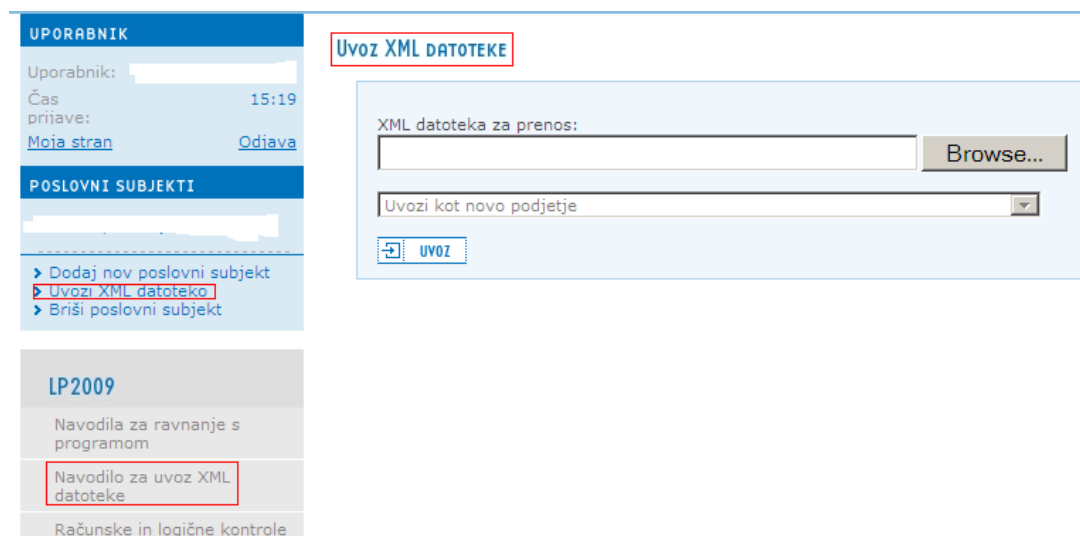 UPORABNIK
Uporabnik:
Čas prijave: 15:19
Moja stran Odjava
POSLOVNI SUBJEKTI
Dodaj nov poslovni subjekt
Uvozi XML datoteko
Briši poslovni subjekt
LP2009
Navodila za ravnanje s
programom
Navodilo za uvoz XML
datoteke
Računske in logične kontrole
UVOZ XML DATOTEKE
XML datoteka za prenos:
Browse...
Uvozi kot novo podjetje
UVOZ